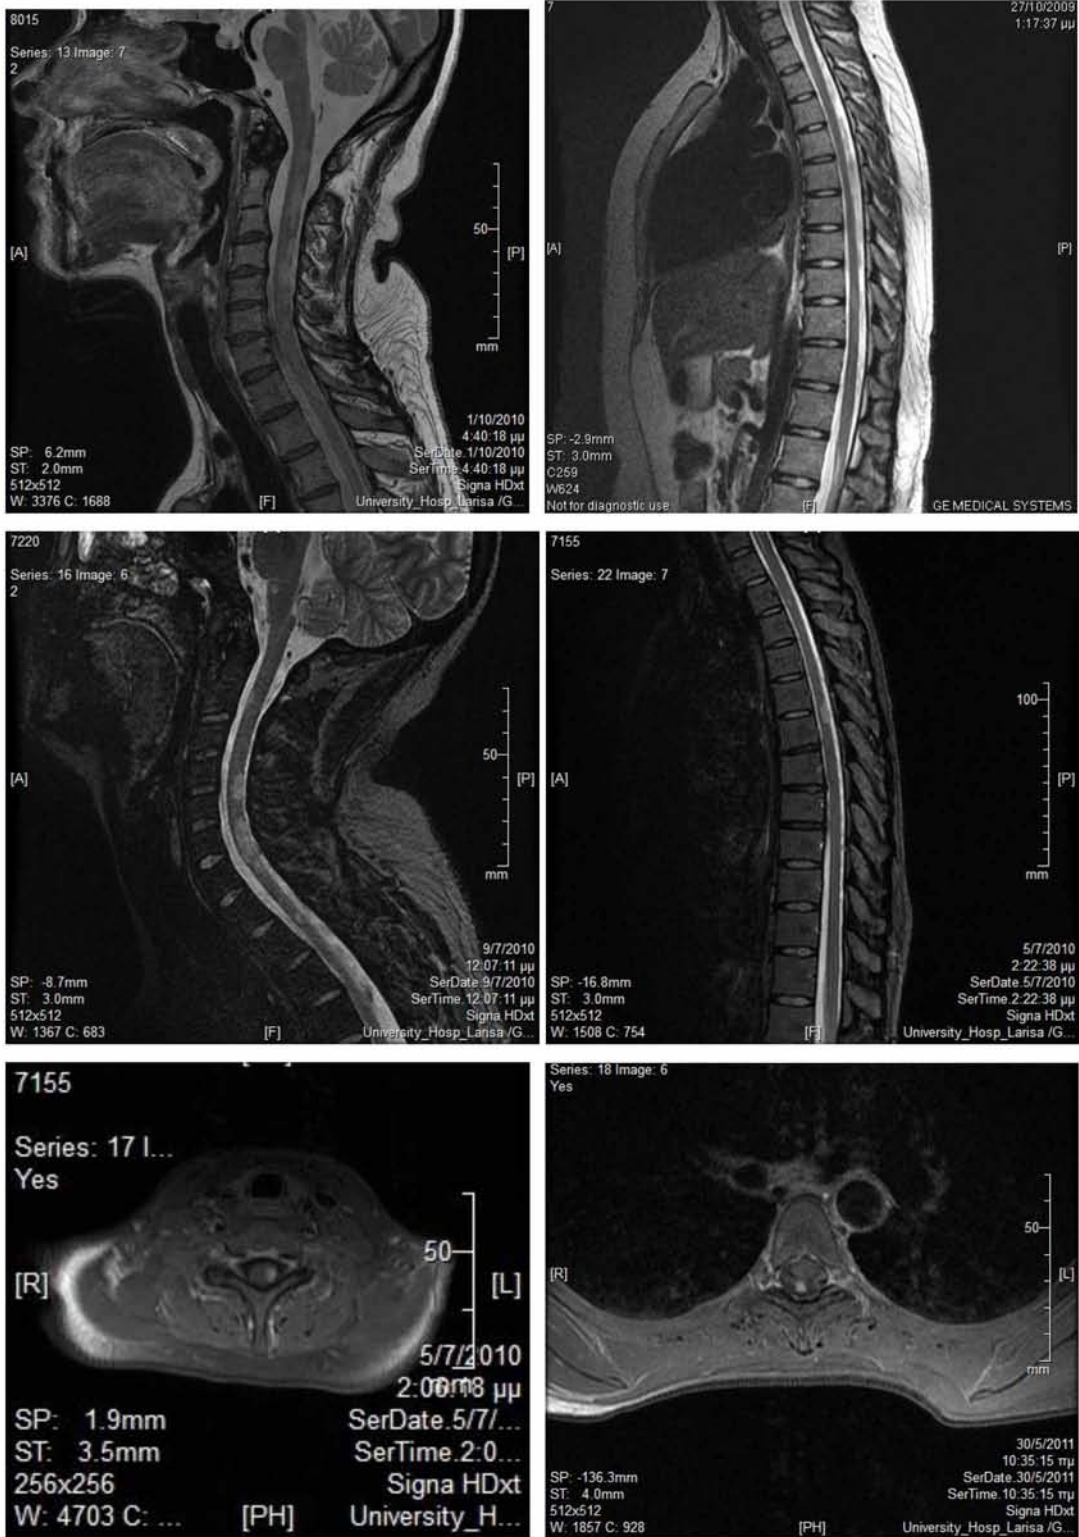 8015
Series: 13 Image: 7
2
50
[A]
[P]
mm
1/10/2010
4:40:18 μμ
SP: 6.2mm
SerDate.1/10/2010
ST: 2.0mm
SerTime.4:40:18 μμ
512x512
Signa HDxt
W: 3376 C: 1688
[F]
University_Hosp_Larisa /G...
7
27/10/2009
1:17:37 μμ
[A]
[P]
SP: -2.9mm
ST: 3.0mm
C259
W624
Not for diagnostic use
[F]
GE MEDICAL SYSTEMS
7220
Series: 16 Image: 6
2
50
[A]
[P]
mm
9/7/2010
12:07:11 μμ
SP: -8.7mm
SerDate.9/7/2010
ST: 3.0mm
SerTime.12:07:11 μμ
512x512
Signa HDxt
W: 1367 C: 683
[F]
University_Hosp_Larisa /G...
7155
Series: 22 Image: 7
100
[A]
[P]
mm
5/7/2010
2:22:38 μμ
SP: -16.8mm
SerDate.5/7/2010
ST: 3.0mm
SerTime.2:22:38 μμ
512x512
Signa HDxt
W: 1508 C: 754
[F]
University_Hosp_Larisa /G...
7155
Series: 17 I...
Yes
50
[R]
[L]
5/7/2010
2:06:18 μμ
SP: 1.9mm
SerDate.5/7/...
ST: 3.5mm
SerTime.2:0...
256x256
Signa HDxt
W: 4703 C: ...
[PH]
University_H...
Series: 18 Image: 6
Yes
50
[R]
[L]
mm
30/5/2011
10:35:15 πμ
SP: -136.3mm
SerDate.30/5/2011
ST: 4.0mm
SerTime.10:35:15 πμ
512x512
Signa HDxt
W: 1857 C: 928
[PH]
University_Hosp_Larisa /G...